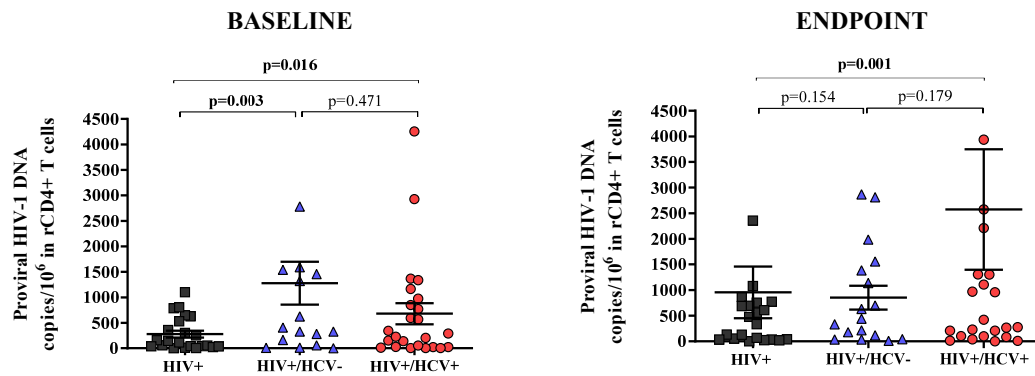 BASELINE
p=0.016
p=0.003
p=0.471
Proviral HIV-1 DNA
copies/10⁶ in rCD4+ T cells
4500
4000
3500
3000
2500
2000
1500
1000
500
0
HIV+
HIV+/HCV-
HIV+/HCV+
ENDPOINT
p=0.001
p=0.154
p=0.179
Proviral HIV-1 DNA
copies/10⁶ in rCD4+ T cells
4500
4000
3500
3000
2500
2000
1500
1000
500
0
HIV+
HIV+/HCV-
HIV+/HCV+